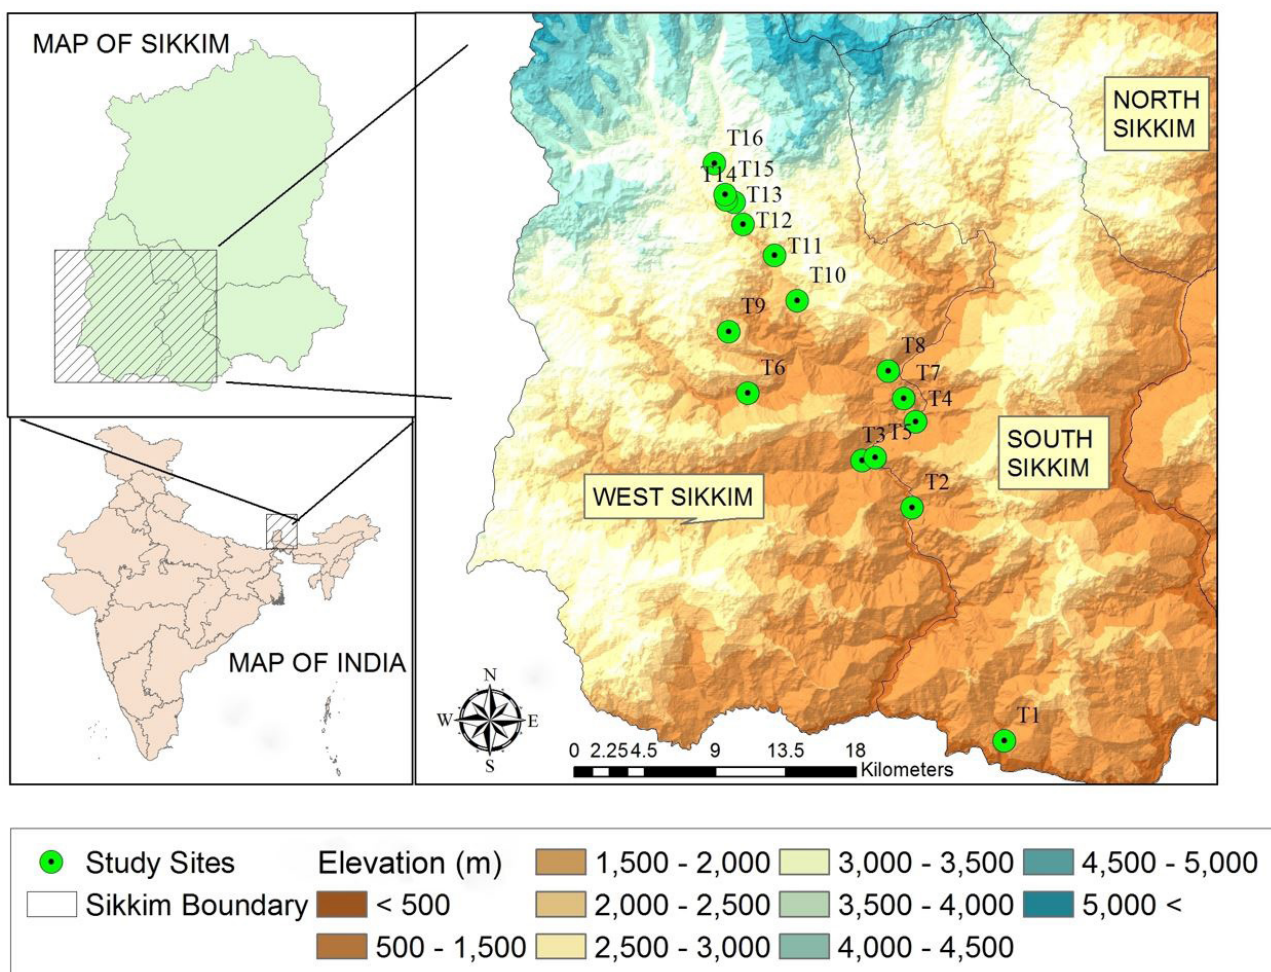 MAP OF SIKKIM
MAP OF INDIA
NORTH
SIKKIM
T16
T15
T14
T13
T12
T11
T10
T9
T8
T7
T6
T4
T3
T5
SOUTH
SIKKIM
WEST SIKKIM
T2
T1
N
W
E
S
0 2.25 4.5 9 13.5 18
Kilometers
Study Sites
Sikkim Boundary
Elevation (m)
< 500
500 - 1,500
1,500 - 2,000
2,000 - 2,500
2,500 - 3,000
3,000 - 3,500
3,500 - 4,000
4,000 - 4,500
4,500 - 5,000
5,000 <